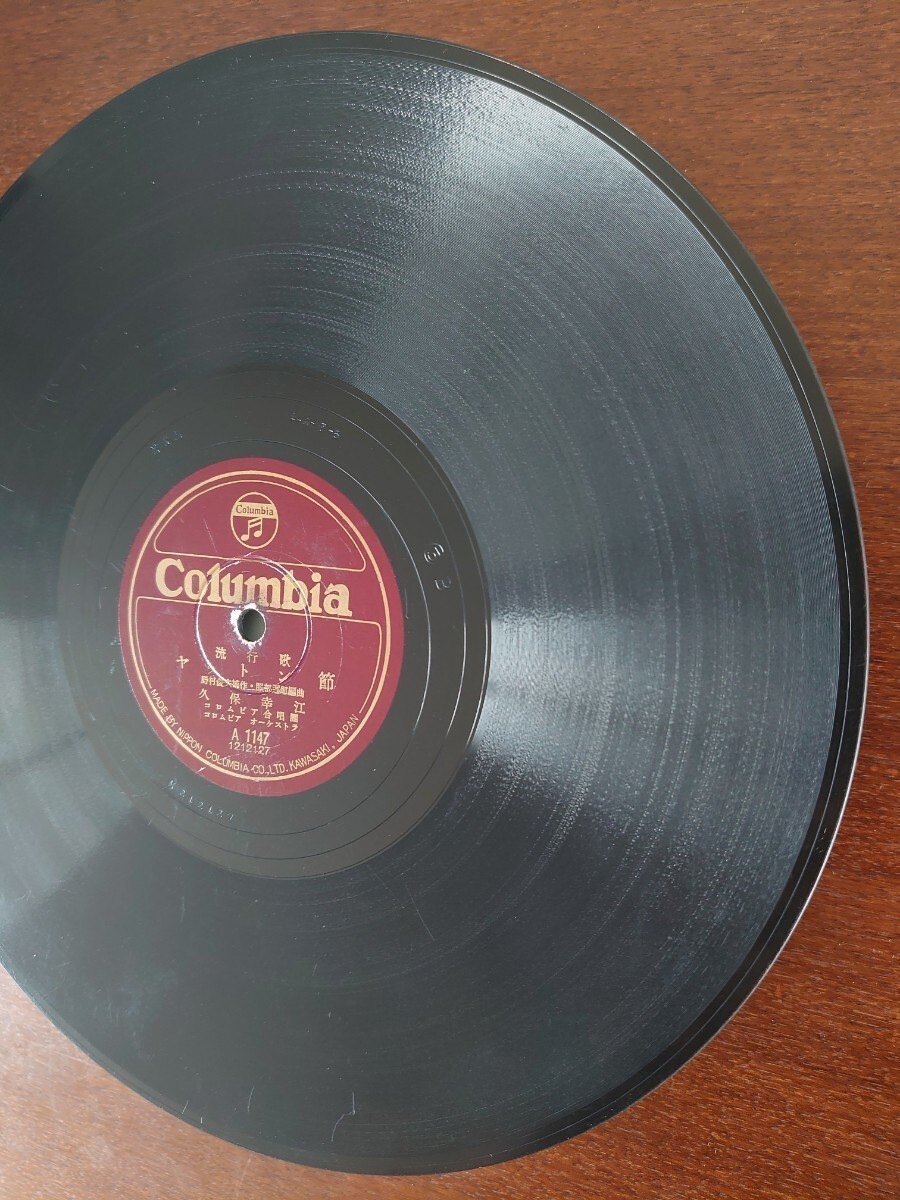 Columbia
Columbia
流行歌
ヤットン節
野村俊夫補作・服部逸郎編曲
久保幸江
コロムビア合唱團
コロムビア オーケストラ
A 1147
1212127
MADE BY NIPPON COLUMBIA CO., LTD. KAWASAKI, JAPAN